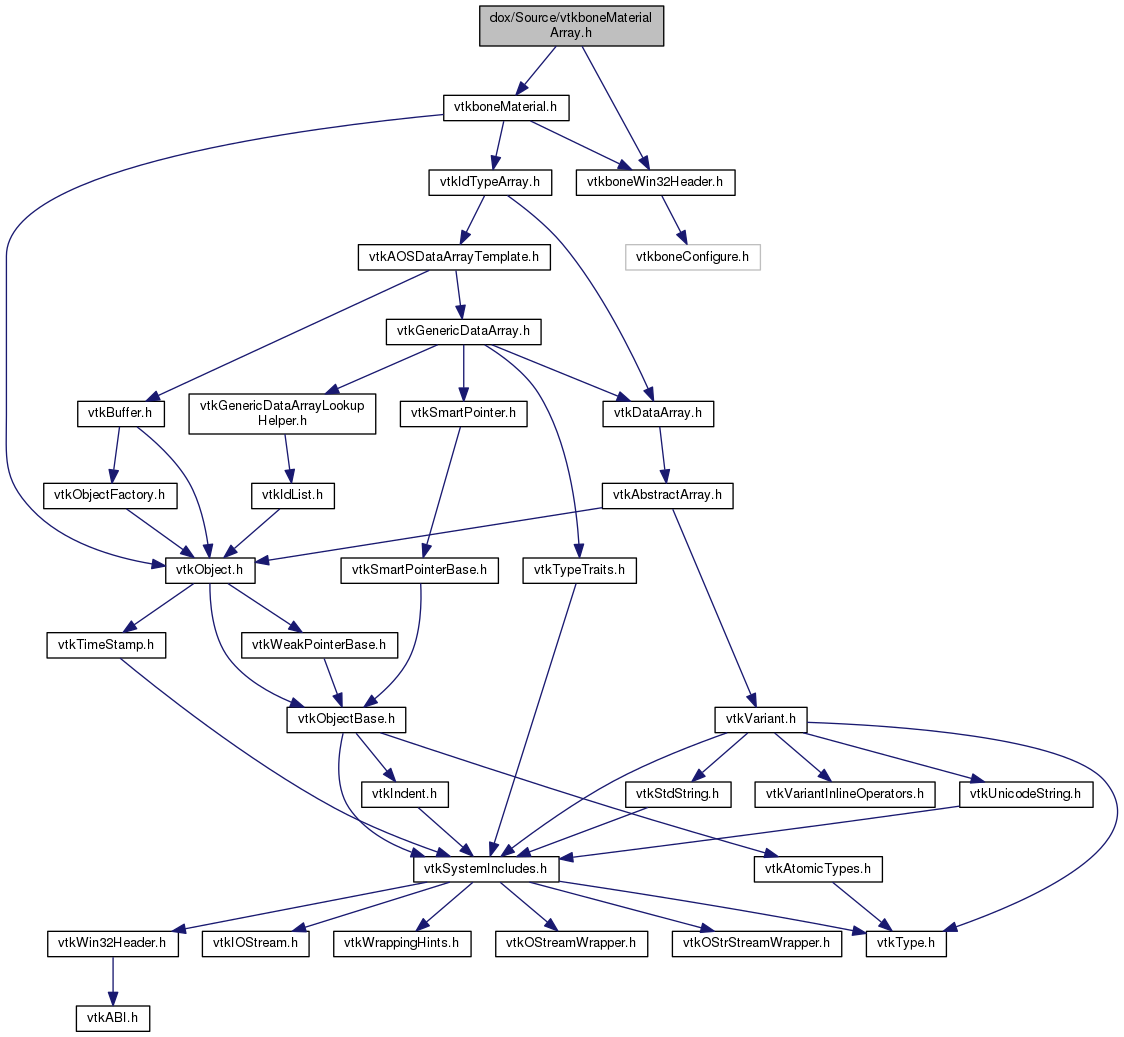 dox/Source/vtkboneMaterial
Array.h
vtkboneMaterial.h
vtkIdTypeArray.h
vtkboneWin32Header.h
vtkAOSDataArrayTemplate.h
vtkboneConfigure.h
vtkGenericDataArray.h
vtkBuffer.h
vtkGenericDataArrayLookup
Helper.h
vtkSmartPointer.h
vtkDataArray.h
vtkObjectFactory.h
vtkIdList.h
vtkAbstractArray.h
vtkObject.h
vtkSmartPointerBase.h
vtkTypeTraits.h
vtkTimeStamp.h
vtkWeakPointerBase.h
vtkObjectBase.h
vtkVariant.h
vtkIndent.h
vtkStdString.h
vtkVariantInlineOperators.h
vtkUnicodeString.h
vtkSystemIncludes.h
vtkAtomicTypes.h
vtkWin32Header.h
vtkIOStream.h
vtkWrappingHints.h
vtkOStreamWrapper.h
vtkOStrStreamWrapper.h
vtkType.h
vtkABI.h